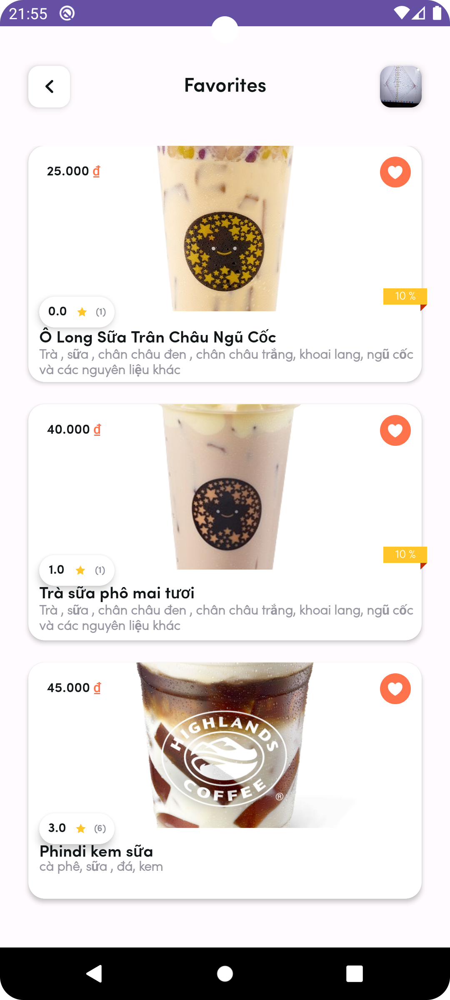 21:55
Favorites
25.000 đ
10 %
0.0 (1)
Ô Long Sữa Trân Châu Ngũ Cốc
Trà , sữa , chân châu đen , chân châu trắng, khoai lang, ngũ cốc
và các nguyên liệu khác
40.000 đ
10 %
1.0 (1)
Trà sữa phô mai tươi
Trà , sữa , chân châu đen , chân châu trắng, khoai lang, ngũ cốc
và các nguyên liệu khác
45.000 đ
HIGHLANDS
COFFEE ®
3.0 (6)
Phindi kem sữa
cà phê, sữa , đá, kem